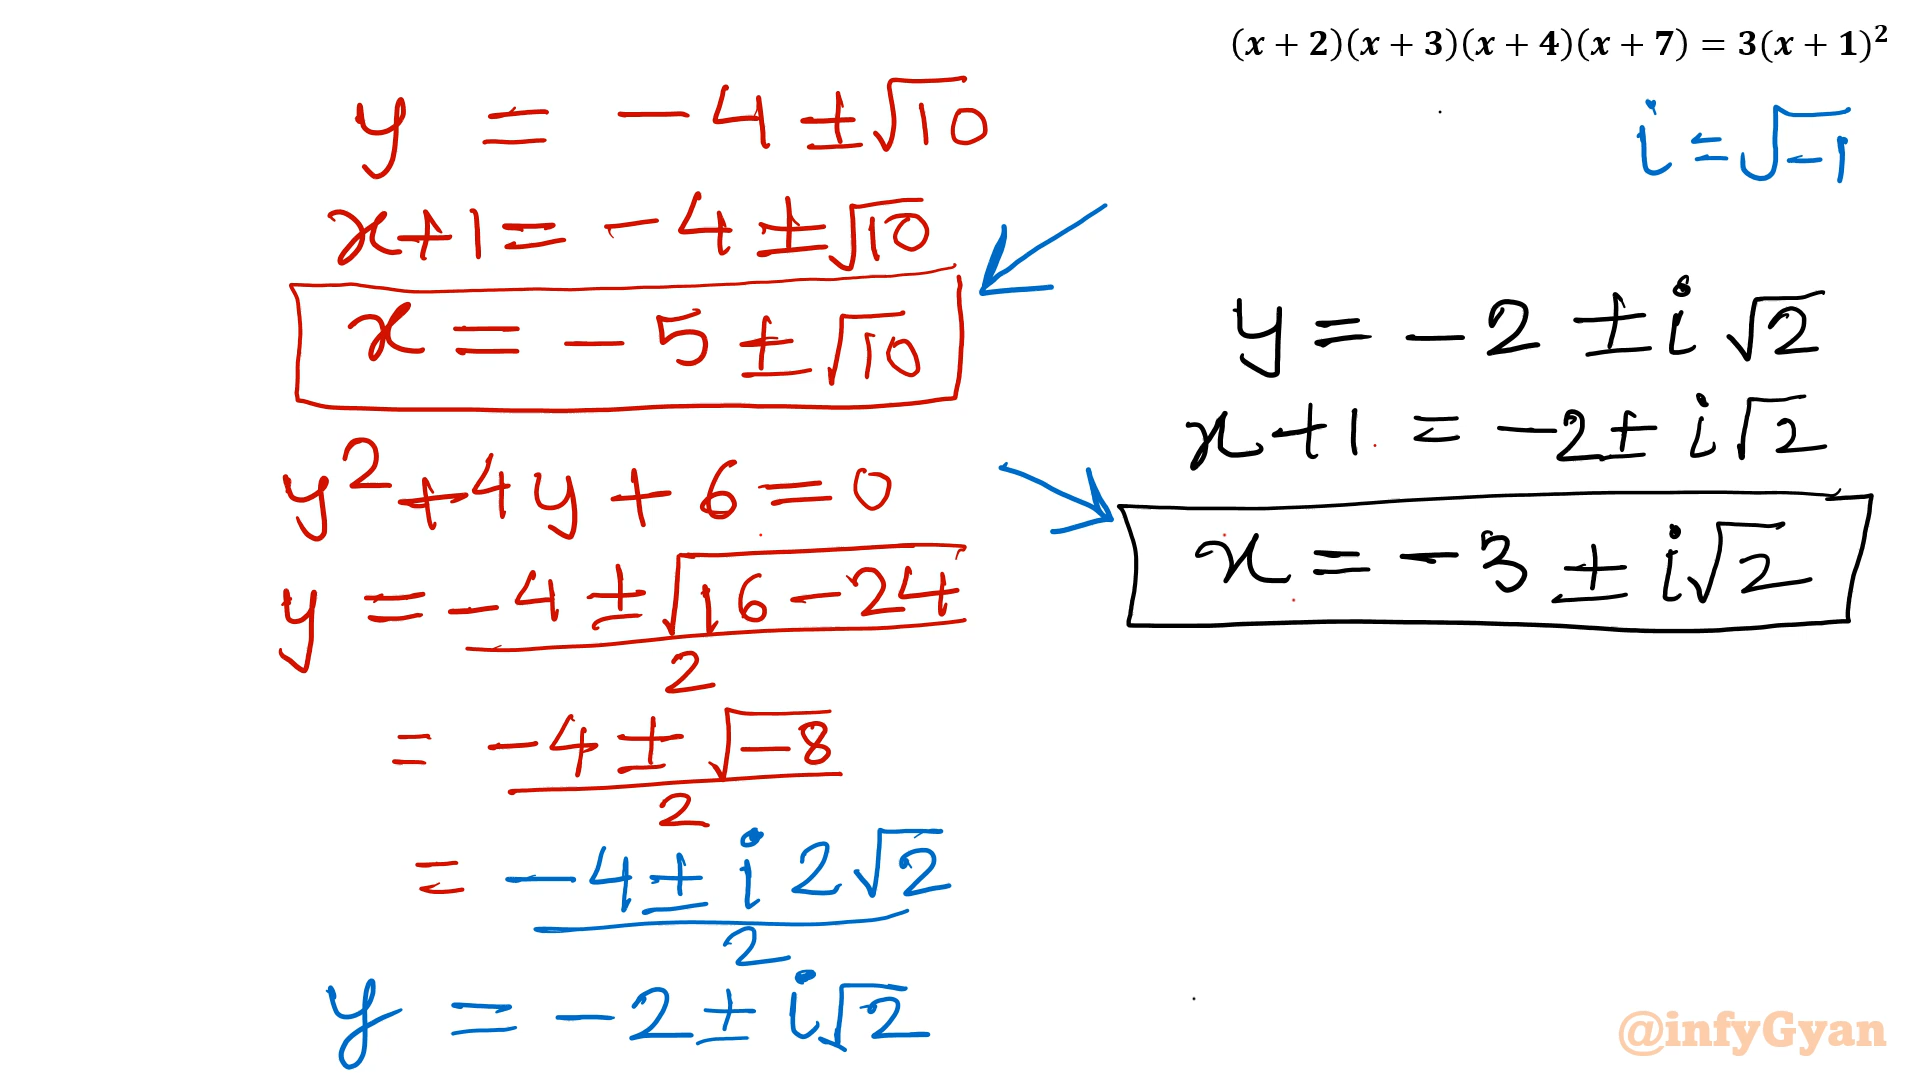 (x + 2)(x + 3)(x + 4)(x + 7) = 3(x + 1)²
i = √-1
y = -4 ± √10
x+1 = -4 ± √10
x = -5 ± √10
y² + 4y + 6 = 0
y = (-4 ± √(16 - 24))/2
= (-4 ± √-8)/2
= (-4 ± i 2√2)/2
y = -2 ± i√2
y = -2 ± i √2
x+1 = -2 ± i√2
x = -3 ± i√2
@infyGyan